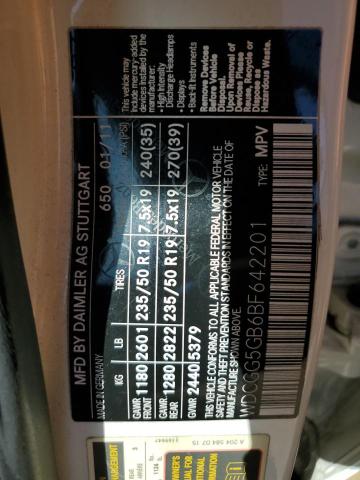 MFD BY DAIMLER AG STUTTGART
MADE IN GERMANY 650 01/11
KG LB TIRES
GAWR FRONT 1180 2601 235/50 R19 7.5x19 240(35)
GAWR REAR 1280 2822 235/50 R19 7.5x19 270(39)
GVWR 2440 5379
THIS VEHICLE CONFORMS TO ALL APPLICABLE FEDERAL MOTOR VEHICLE
SAFETY AND THEFT PREVENTION STANDARDS IN EFFECT ON THE DATE OF
MANUFACTURE SHOWN ABOVE.
WDCGG5GB6BF642201 TYPE: MPV
This vehicle may
include mercury-added
devices installed by the
manufacturer:
• High Intensity
Discharge Headlamps
• Displays
• Back-lit Instruments
Remove Devices
Before Vehicle
Disposal.
Upon Removal of
Devices Please
Reuse, Recycle or
Dispose as
Hazardous Waste.
A 204 584 07 15